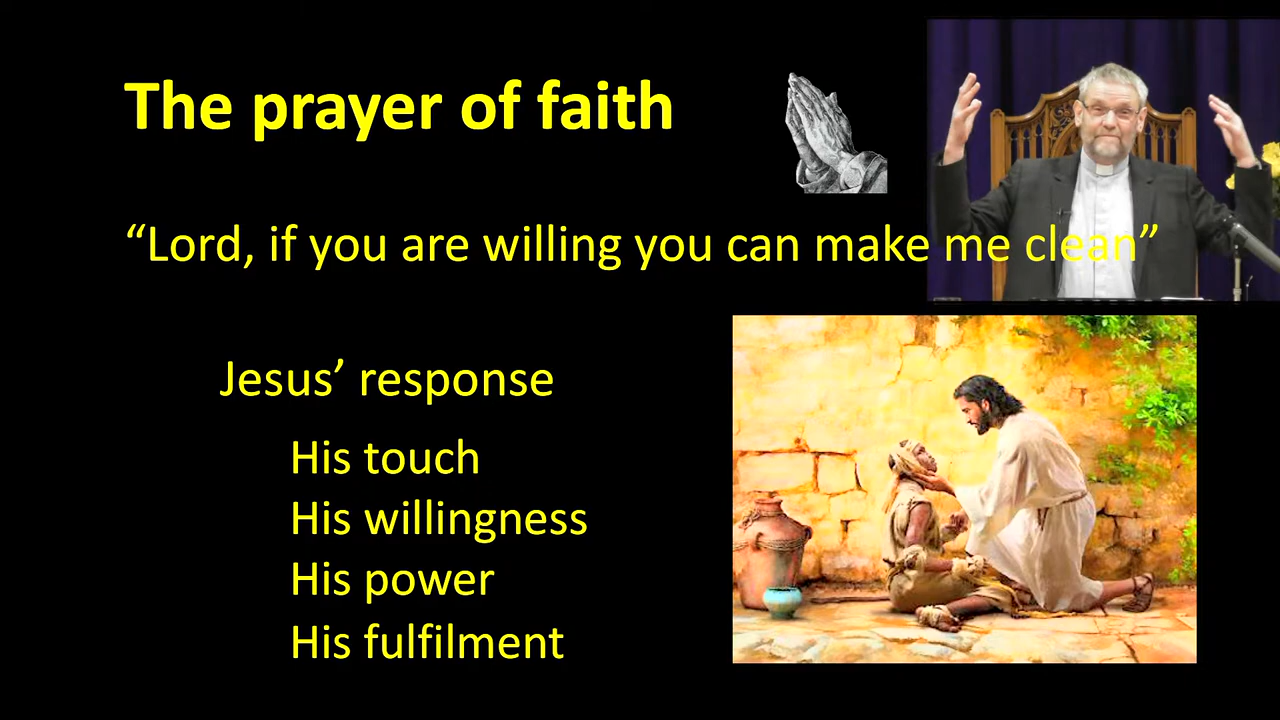 The prayer of faith
“Lord, if you are willing you can make me clean”
Jesus’ response
His touch
His willingness
His power
His fulfilment